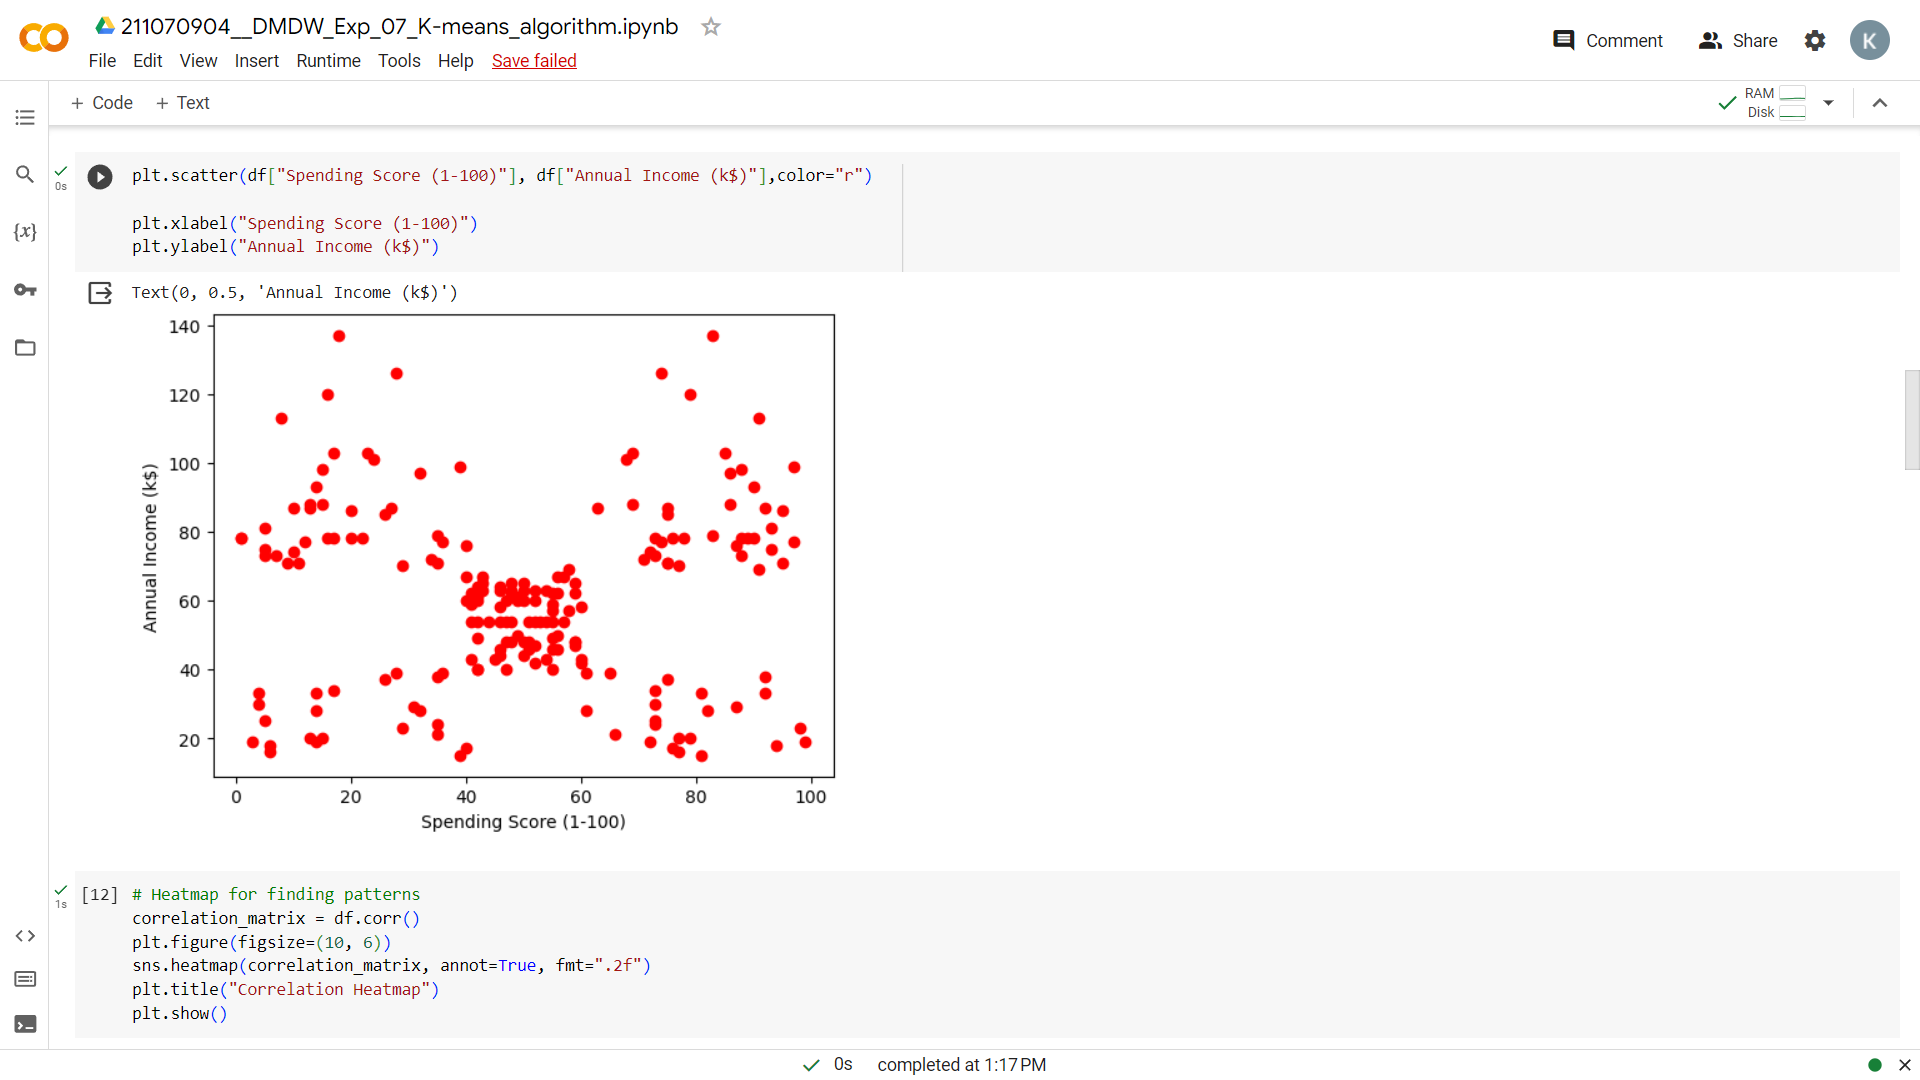 211070904__DMDW_Exp_07_K-means_algorithm.ipynb
Comment Share K
File Edit View Insert Runtime Tools Help Save failed
+ Code + Text
RAM
Disk
{x}
0s
plt.scatter(df["Spending Score (1-100)"], df["Annual Income (k$)"],color="r")
plt.xlabel("Spending Score (1-100)")
plt.ylabel("Annual Income (k$)")
Text(0, 0.5, 'Annual Income (k$)')
140
120
100
80
60
40
20
Annual Income (k$)
0 20 40 60 80 100
Spending Score (1-100)
1s
[12] # Heatmap for finding patterns
correlation_matrix = df.corr()
plt.figure(figsize=(10, 6))
sns.heatmap(correlation_matrix, annot=True, fmt=".2f")
plt.title("Correlation Heatmap")
plt.show()
0s completed at 1:17 PM